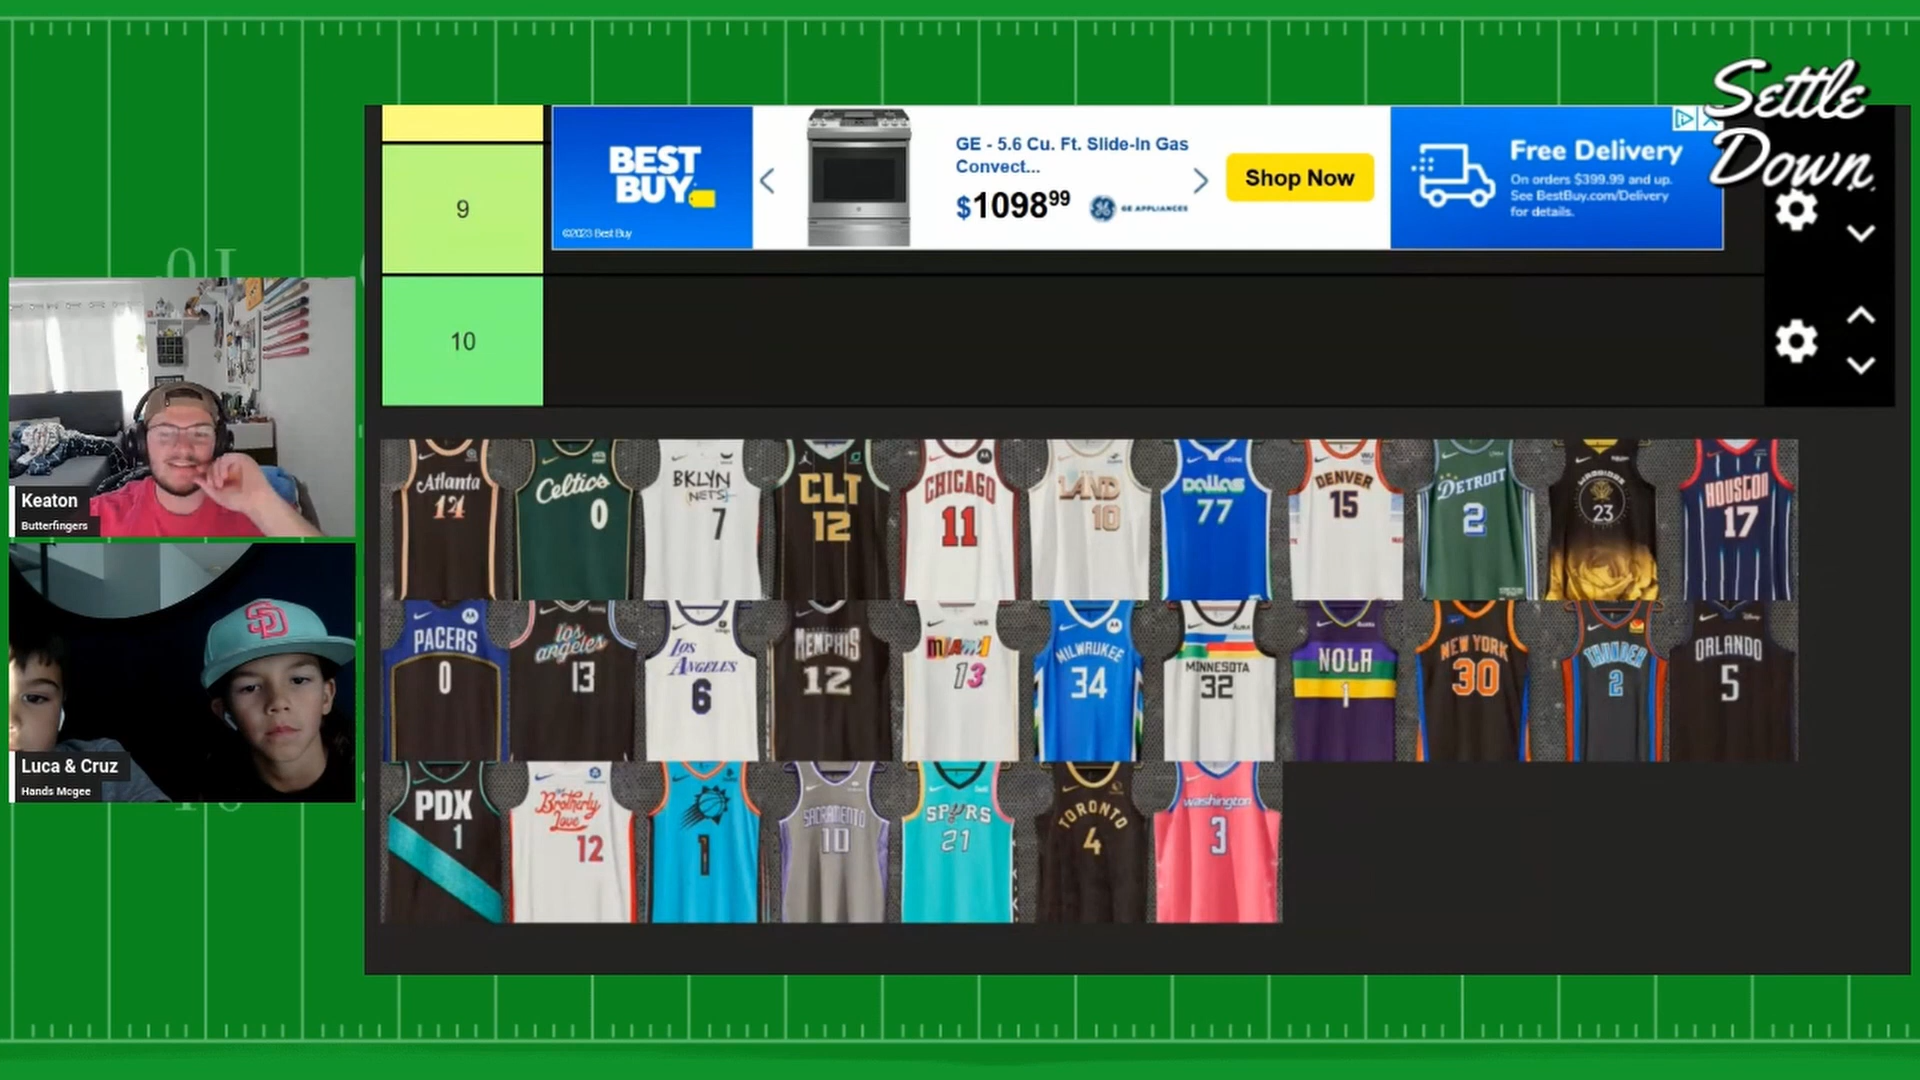 Settle
Down
9
BEST
BUY
©2023 Best Buy
GE - 5.6 Cu. Ft. Slide-In Gas
Convect...
$1098 99
GE APPLIANCES
Shop Now
Free Delivery
On orders $399.99 and up.
See BestBuy.com/Delivery
for details.
10
01
Keaton
Butterfingers
Luca & Cruz
Hands Mcgee
SD
Atlanta
14
Celtics
0
BKLYN
NETS
7
CLT
12
CHICAGO
11
LAND
10
Dallas
77
DENVER
15
DETROIT
2
WARRIORS
23
HOUSTON
17
PACERS
0
los
angeles
13
LOS
ANGELES
6
MEMPHIS
12
MIAMI
13
MILWAUKEE
34
MINNESOTA
32
NOLA
1
NEW YORK
30
THUNDER
2
ORLANDO
5
PDX
1
Brotherly
Love
12
1
SACRAMENTO
10
SPURS
21
TORONTO
4
washington
3